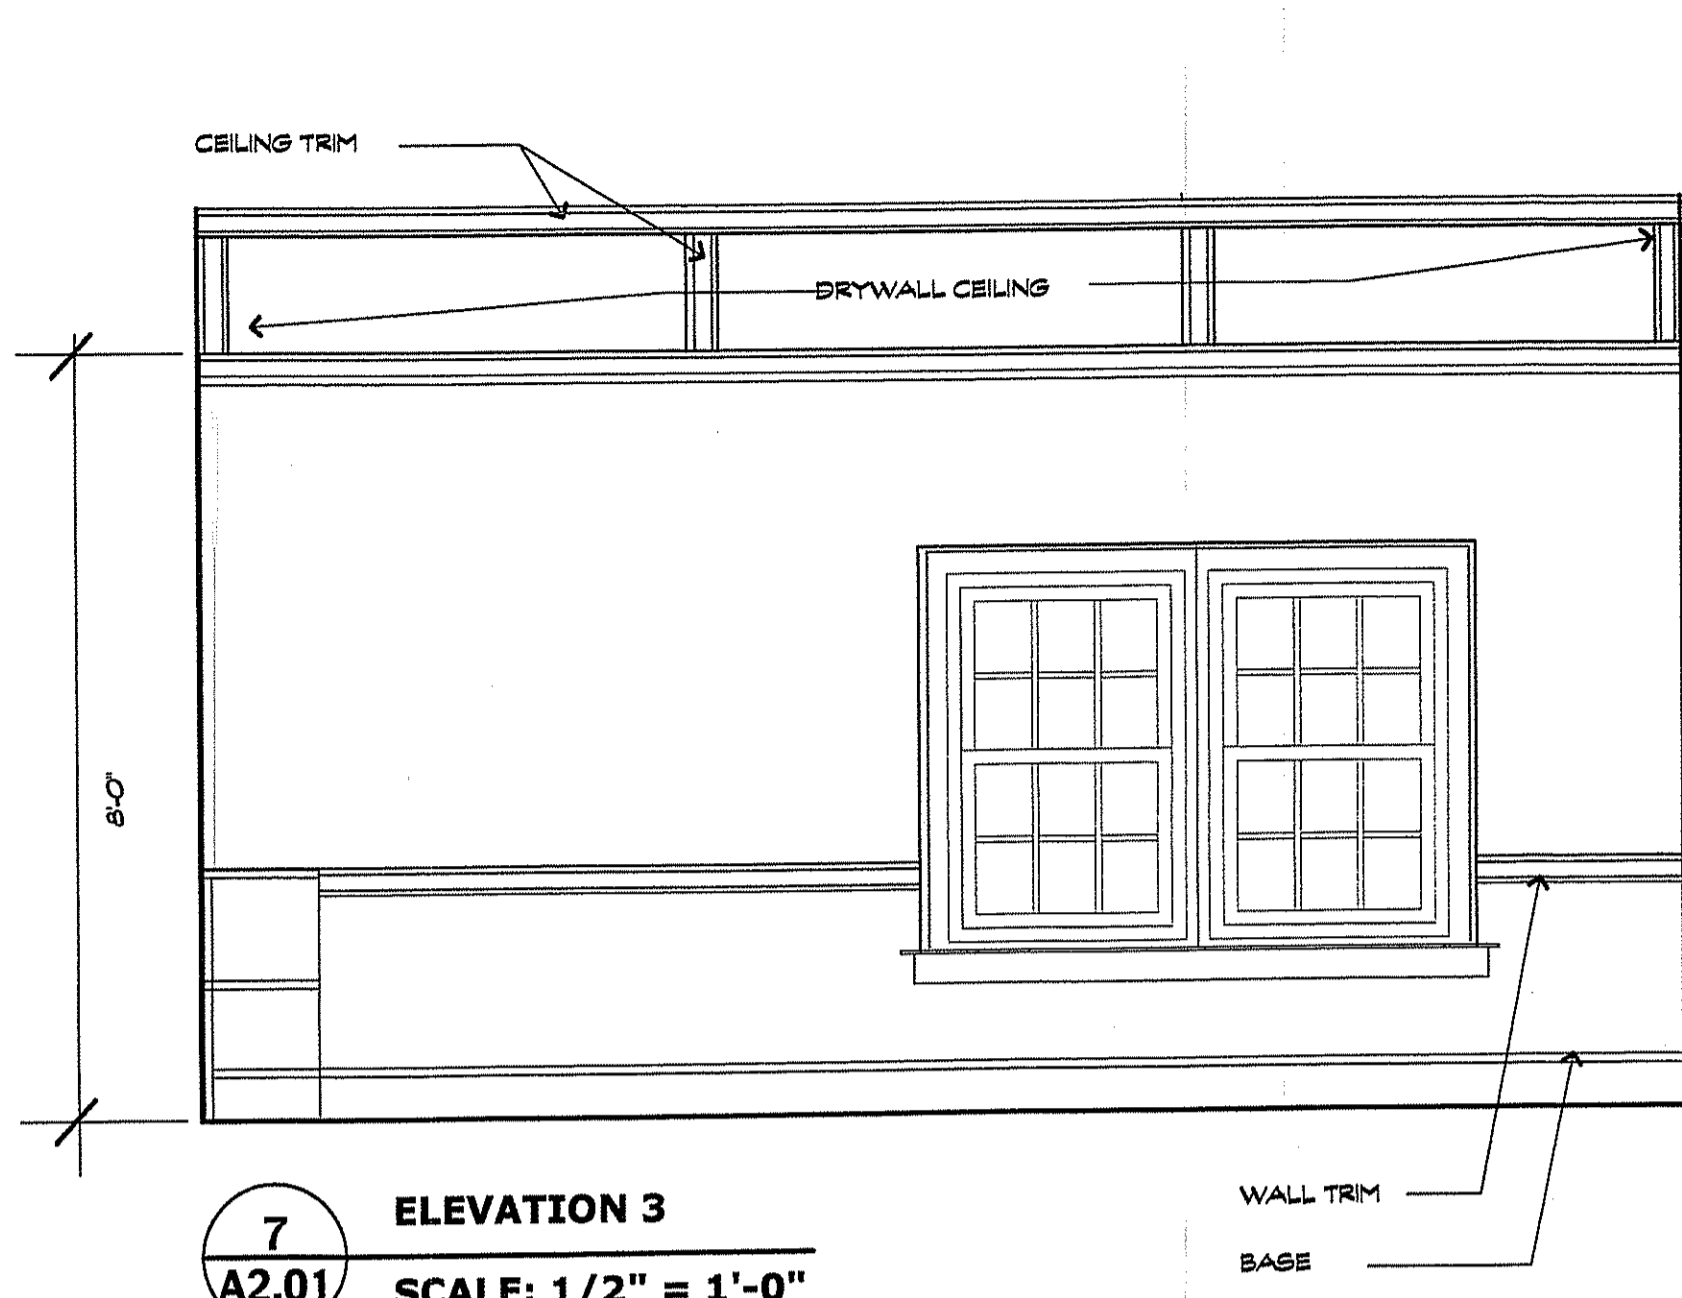 CEILING TRIM
DRYWALL CEILING
8'-0"
WALL TRIM
BASE
7
A2.01
ELEVATION 3
SCALE: 1/2" = 1'-0"